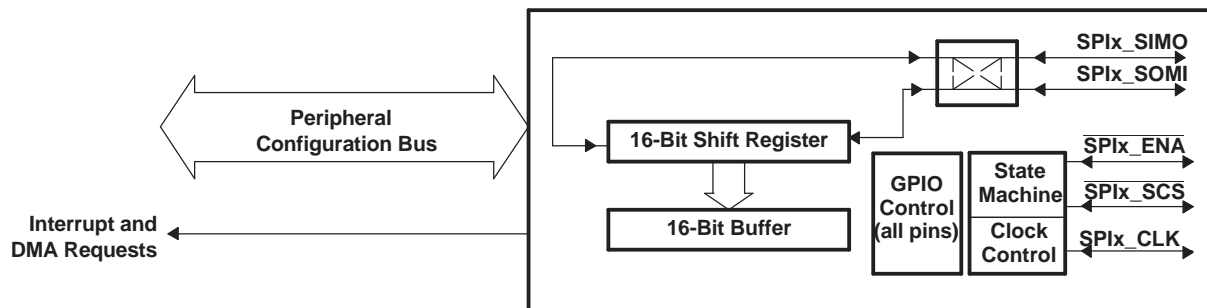 SPIx_SIMO
SPIx_SOMI
Peripheral
Configuration Bus
16-Bit Shift Register
16-Bit Buffer
GPIO
Control
(all pins)
State
Machine
Clock
Control
SPIx_ENA
SPIx_SCS
SPIx_CLK
Interrupt and
DMA Requests